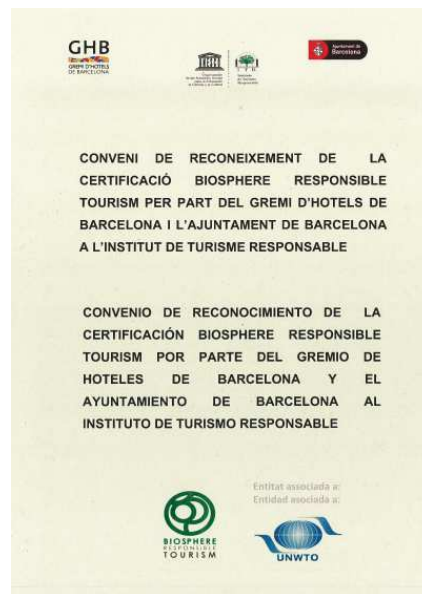 GHB
GREMI D'HOTELS
DE BARCELONA
Ajuntament de
Barcelona
CONVENI DE RECONEIXEMENT DE LA
CERTIFICACIÓ BIOSPHERE RESPONSIBLE
TOURISM PER PART DEL GREMI D'HOTELS DE
BARCELONA I L'AJUNTAMENT DE BARCELONA
A L'INSTITUT DE TURISME RESPONSABLE
CONVENIO DE RECONOCIMIENTO DE LA
CERTIFICACIÓN BIOSPHERE RESPONSIBLE
TOURISM POR PARTE DEL GREMIO DE
HOTELES DE BARCELONA Y EL
AYUNTAMIENTO DE BARCELONA AL
INSTITUTO DE TURISMO RESPONSABLE
Entitat associada a:
Entidad asociada a:
BIOSPHERE
RESPONSIBLE
TOURISM
UNWTO